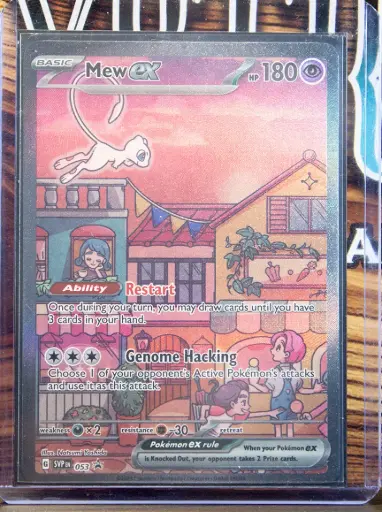 BASIC
Mew ex
HP 180
Ability Restart
Once during your turn, you may draw cards until you have
3 cards in your hand.
Genome Hacking
Choose 1 of your opponent's Active Pokémon's attacks
and use it as this attack.
weakness ×2 resistance -30 retreat
Illus. Natsumi Yoshida
Pokémon ex rule
When your Pokémon ex
is Knocked Out, your opponent takes 2 Prize cards.
G SVP EN 053